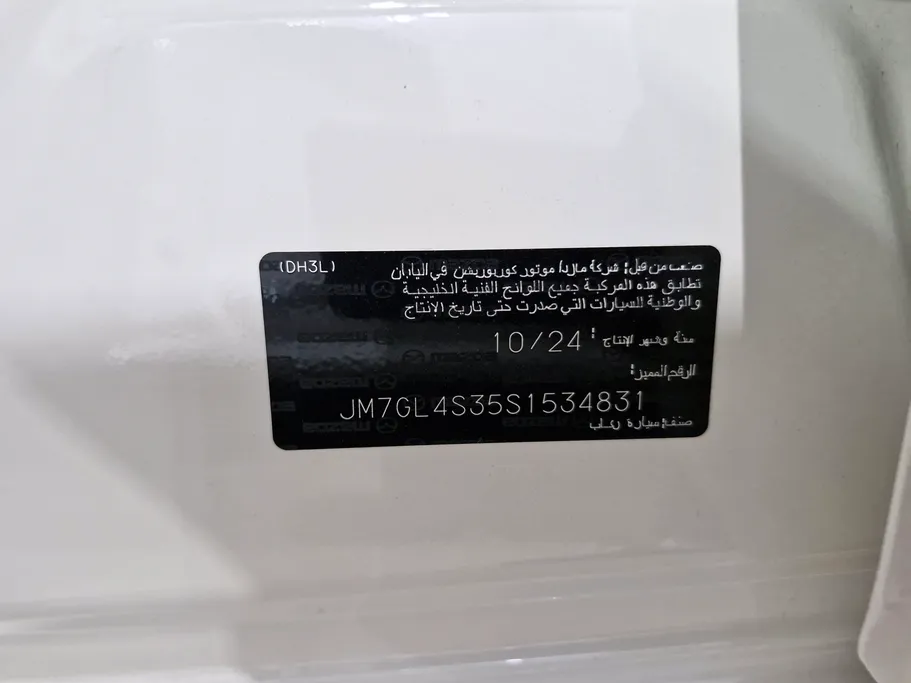 (DH3L)
صنعت من قبل: شركة مازدا موتور كوربوريشن في اليابان
تطابق هذه المركبة جميع اللوائح الفنية الخليجية
والوطنية للسيارات التي صدرت حتى تاريخ الإنتاج
سنة وشهر الإنتاج: 10/24
الرقم المميز:
JM7GL4S35S1534831
صنف: سيارة ركاب